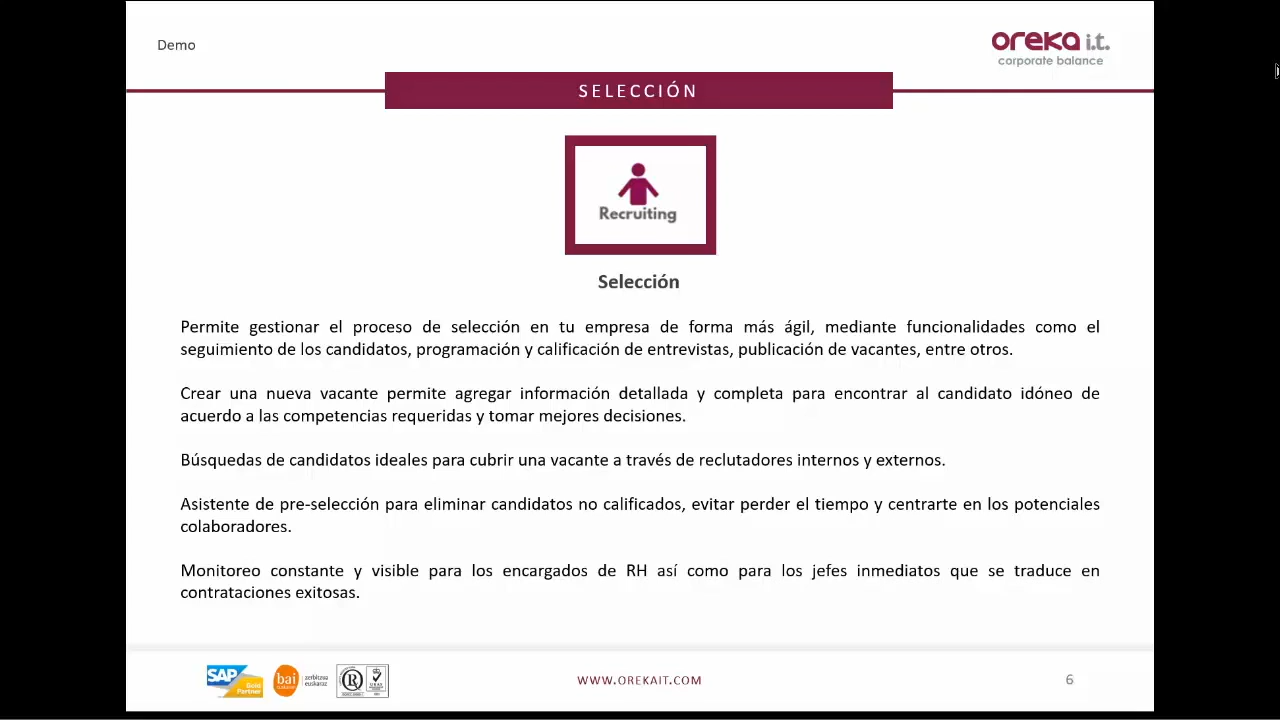 Demo
oreka i.t.
corporate balance
SELECCIÓN
Recruiting
Selección
Permite gestionar el proceso de selección en tu empresa de forma más ágil, mediante funcionalidades como el
seguimiento de los candidatos, programación y calificación de entrevistas, publicación de vacantes, entre otros.
Crear una nueva vacante permite agregar información detallada y completa para encontrar al candidato idóneo de
acuerdo a las competencias requeridas y tomar mejores decisiones.
Búsquedas de candidatos ideales para cubrir una vacante a través de reclutadores internos y externos.
Asistente de pre-selección para eliminar candidatos no calificados, evitar perder el tiempo y centrarte en los potenciales
colaboradores.
Monitoreo constante y visible para los encargados de RH así como para los jefes inmediatos que se traduce en
contrataciones exitosas.
SAP
Gold
Partner
bai
euskarari
zerbitzua
euskaraz
R
WWW.OREKAIT.COM
6